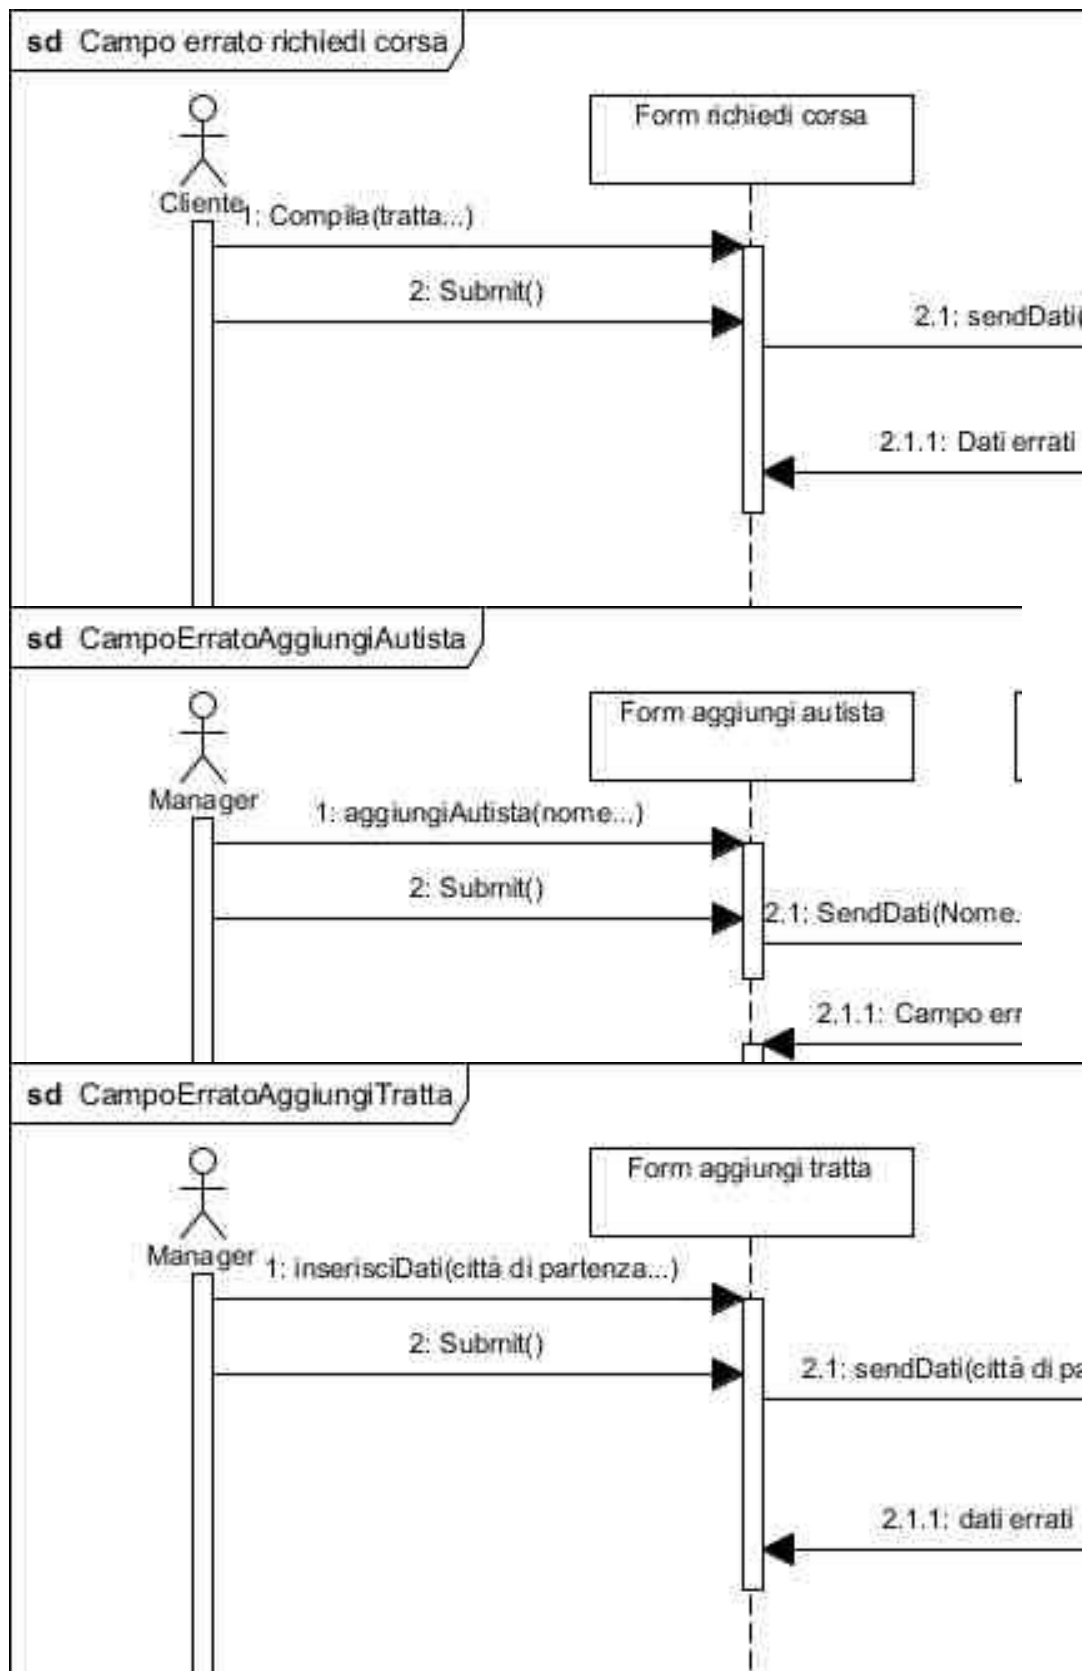 sd Campo errato richiedi corsa
Form richiedi corsa
Cliente
1: Compila(tratta...)
2: Submit()
2.1: sendDati(
2.1.1: Dati errati
sd CampoErratoAggiungiAutista
Form aggiungi autista
Manager
1: aggiungiAutista(nome...)
2: Submit()
2.1: SendDati(Nome.
2.1.1: Campo err
sd CampoErratoAggiungiTratta
Form aggiungi tratta
Manager
1: inserisciDati(città di partenza...)
2: Submit()
2.1: sendDati(città di pa
2.1.1: dati errati